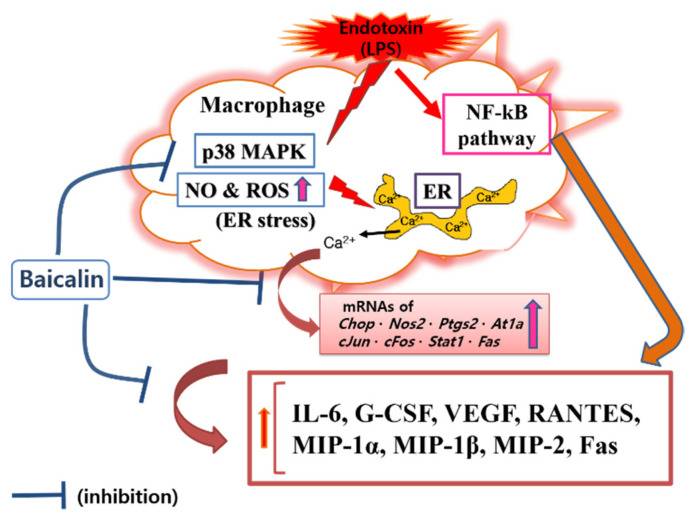 Endotoxin
(LPS)
Macrophage
NF-kB
pathway
p38 MAPK
NO & ROS
(ER stress)
ER
Ca²⁺
Ca²⁺
Ca²⁺
Ca²⁺
Ca²⁺
Baicalin
mRNAs of
Chop · Nos2 · Ptgs2 · At1a
cJun · cFos · Stat1 · Fas
IL-6, G-CSF, VEGF, RANTES,
MIP-1α, MIP-1β, MIP-2, Fas
(inhibition)